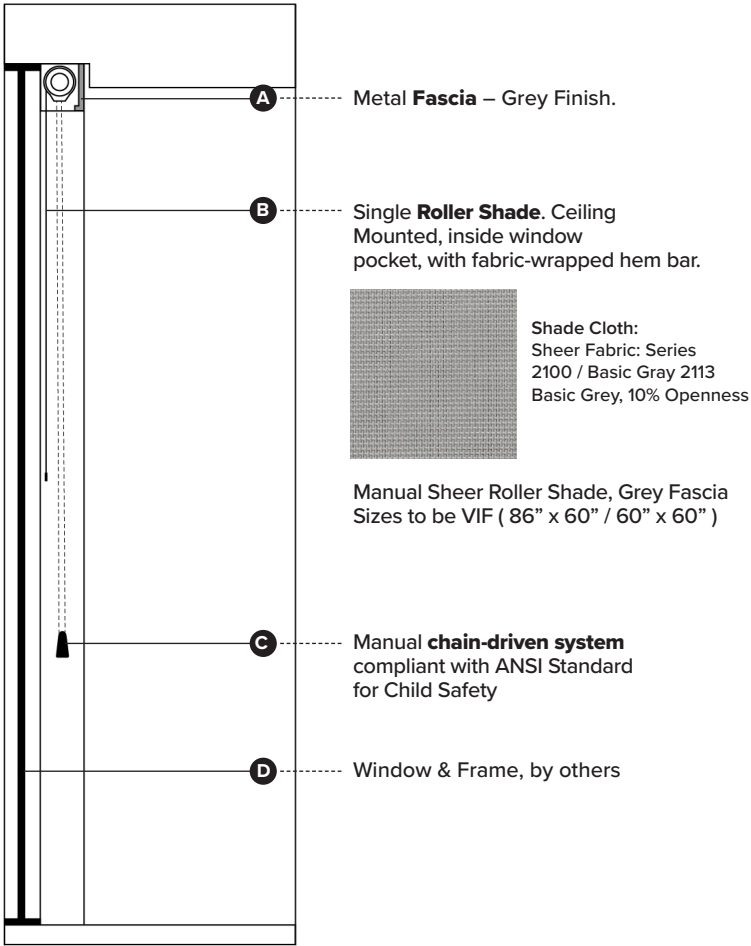 A
Metal Fascia – Grey Finish.
B
Single Roller Shade. Ceiling
Mounted, inside window
pocket, with fabric-wrapped hem bar.
Shade Cloth:
Sheer Fabric: Series
2100 / Basic Gray 2113
Basic Grey, 10% Openness
Manual Sheer Roller Shade, Grey Fascia
Sizes to be VIF ( 86” x 60” / 60” x 60” )
C
Manual chain-driven system
compliant with ANSI Standard
for Child Safety
D
Window & Frame, by others